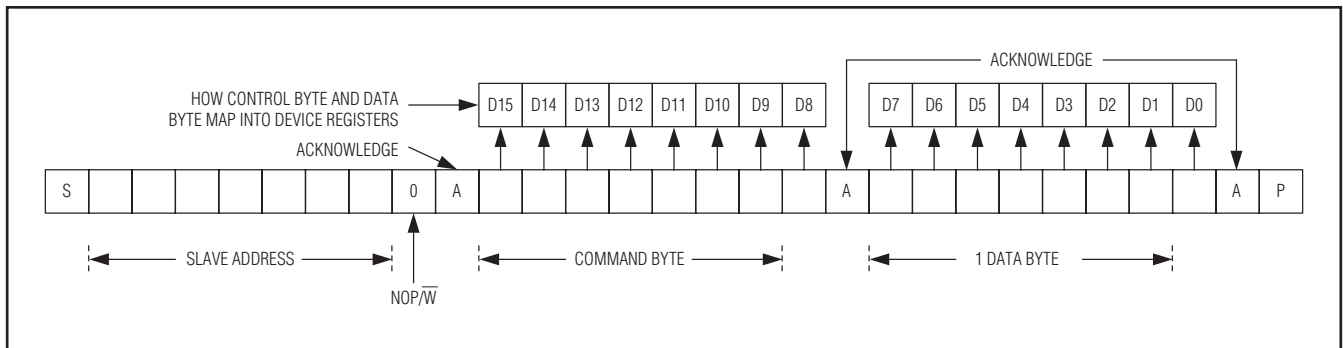 ACKNOWLEDGE
HOW CONTROL BYTE AND DATA
BYTE MAP INTO DEVICE REGISTERS
D15 D14 D13 D12 D11 D10 D9 D8
D7 D6 D5 D4 D3 D2 D1 D0
ACKNOWLEDGE
S 0 A A A P
SLAVE ADDRESS
COMMAND BYTE
1 DATA BYTE
NOP/W̅